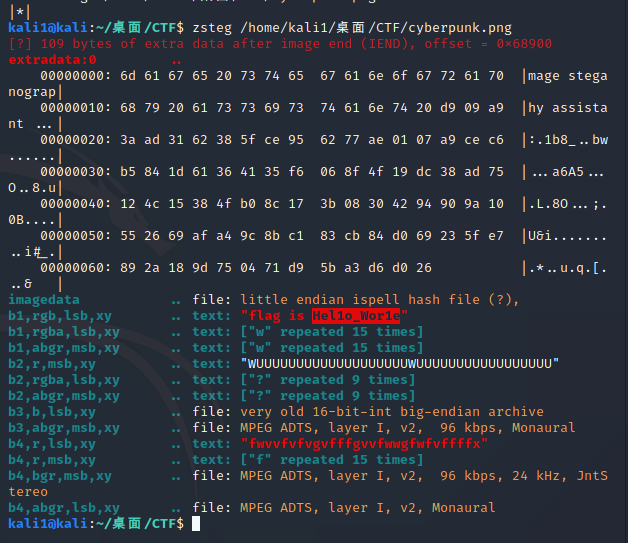 |*|
kali1@kali:~/桌面/CTF$ zsteg /home/kali1/桌面/CTF/cyberpunk.png
[?] 109 bytes of extra data after image end (IEND), offset = 0×68900
extradata:0         ..
    00000000: 6d 61 67 65 20 73 74 65  67 61 6e 6f 67 72 61 70  |mage stega
nograp|
    00000010: 68 79 20 61 73 73 69 73  74 61 6e 74 20 d9 09 a9  |hy assista
nt ...|
    00000020: 3a ad 31 62 38 5f ce 95  62 77 ae 01 07 a9 ce c6  |:.1b8_..bw
......|
    00000030: b5 84 1d 61 36 41 35 f6  06 8f 4f 19 dc 38 ad 75  |...a6A5...
O..8.u|
    00000040: 12 4c 15 38 4f b0 8c 17  3b 08 30 42 94 90 9a 10  |.L.8O...;.
0B....|
    00000050: 55 26 69 af a4 9c 8b c1  83 cb 84 d0 69 23 5f e7  |U&i.......
..i#_.|
    00000060: 89 2a 18 9d 75 04 71 d9  5b a3 d6 d0 26           |.*..u.q.[.
..&   |
imagedata           .. file: little endian ispell hash file (?),
b1,rgb,lsb,xy       .. text: "flag is Hel1o_Wor1e"
b1,rgba,lsb,xy      .. text: ["w" repeated 15 times]
b1,abgr,msb,xy      .. text: ["w" repeated 15 times]
b2,r,msb,xy         .. text: "WUUUUUUUUUUUUUUUUUUUUWUUUUUUUUUUUUUUUUU"
b2,rgba,lsb,xy      .. text: ["?" repeated 9 times]
b2,abgr,msb,xy      .. text: ["?" repeated 9 times]
b3,b,lsb,xy         .. file: very old 16-bit-int big-endian archive
b3,abgr,msb,xy      .. file: MPEG ADTS, layer I, v2,  96 kbps, Monaural
b4,r,lsb,xy         .. text: "fwvvfvfvgvfffgvvfwwgfwfvffffx"
b4,r,msb,xy         .. text: ["f" repeated 15 times]
b4,bgr,msb,xy       .. file: MPEG ADTS, layer I, v2,  96 kbps, 24 kHz, JntS
tereo
b4,abgr,lsb,xy      .. file: MPEG ADTS, layer I, v2, Monaural
kali1@kali:~/桌面/CTF$